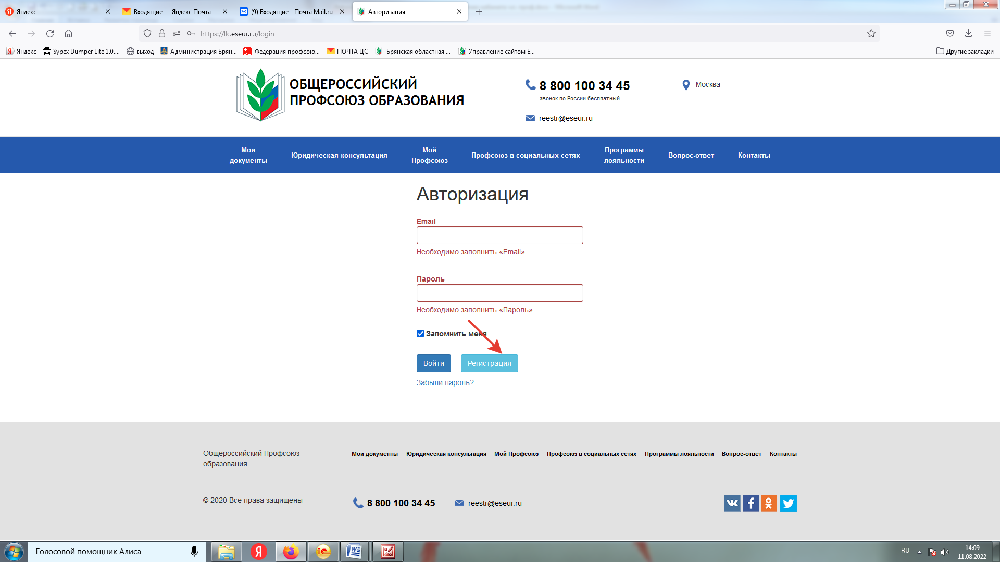 Яндекс
Входящие — Яндекс Почта
(9) Входящие - Почта Mail.ru
Авторизация
https://lk.eseur.ru/login
Яндекс
Sypex Dumper Lite 1.0....
выход
Администрация Брян...
Федерация профсою...
ПОЧТА ЦС
Брянская областная ...
Управление сайтом Е...
Другие закладки
ОБЩЕРОССИЙСКИЙ
ПРОФСОЮЗ ОБРАЗОВАНИЯ
8 800 100 34 45
звонок по России бесплатный
reestr@eseur.ru
Москва
Мои
документы
Юридическая консультация
Мой
Профсоюз
Профсоюз в социальных сетях
Программы
лояльности
Вопрос-ответ
Контакты
Авторизация
Email
Необходимо заполнить «Email».
Пароль
Необходимо заполнить «Пароль».
Запомнить меня
Войти
Регистрация
Забыли пароль?
Общероссийский Профсоюз
образования
Мои документы
Юридическая консультация
Мой Профсоюз
Профсоюз в социальных сетях
Программы лояльности
Вопрос-ответ
Контакты
© 2020 Все права защищены
8 800 100 34 45
reestr@eseur.ru
Голосовой помощник Алиса
RU
14:09
11.08.2022